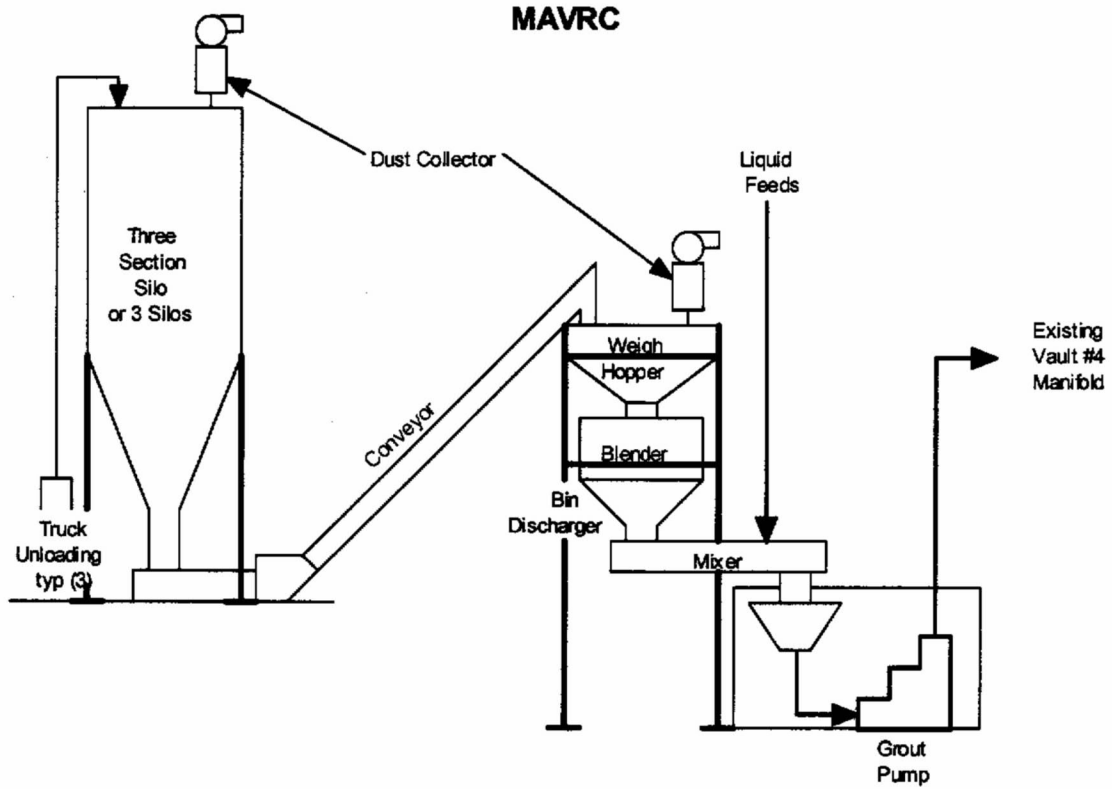 MAVRC
Dust Collector
Liquid
Feeds
Three
Section
Silo
or 3 Silos
Existing
Vault #4
Manifold
Weigh
Hopper
Conveyor
Blender
Bin
Discharger
Truck
Unloading
typ (3)
Mixer
Grout
Pump